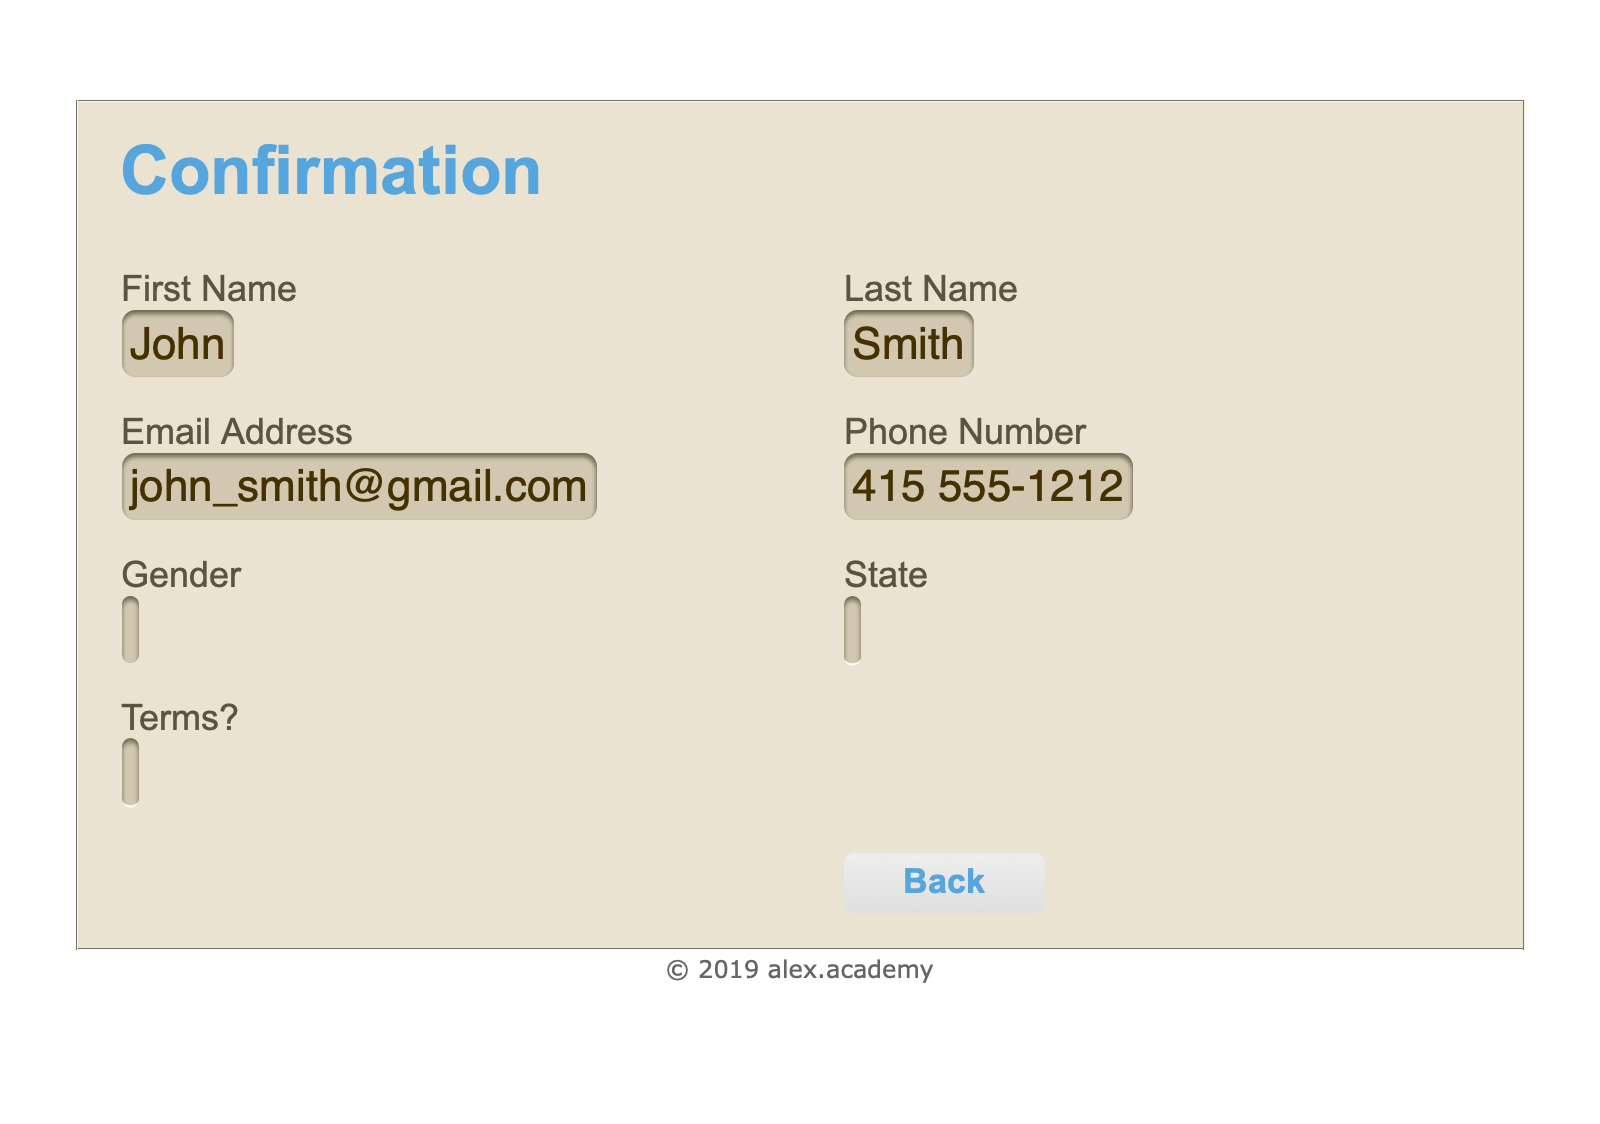 Confirmation
First Name
Last Name
John
Smith
Email Address
Phone Number
john_smith@gmail.com
415 555-1212
Gender
State
Terms?
Back
© 2019 alex.academy